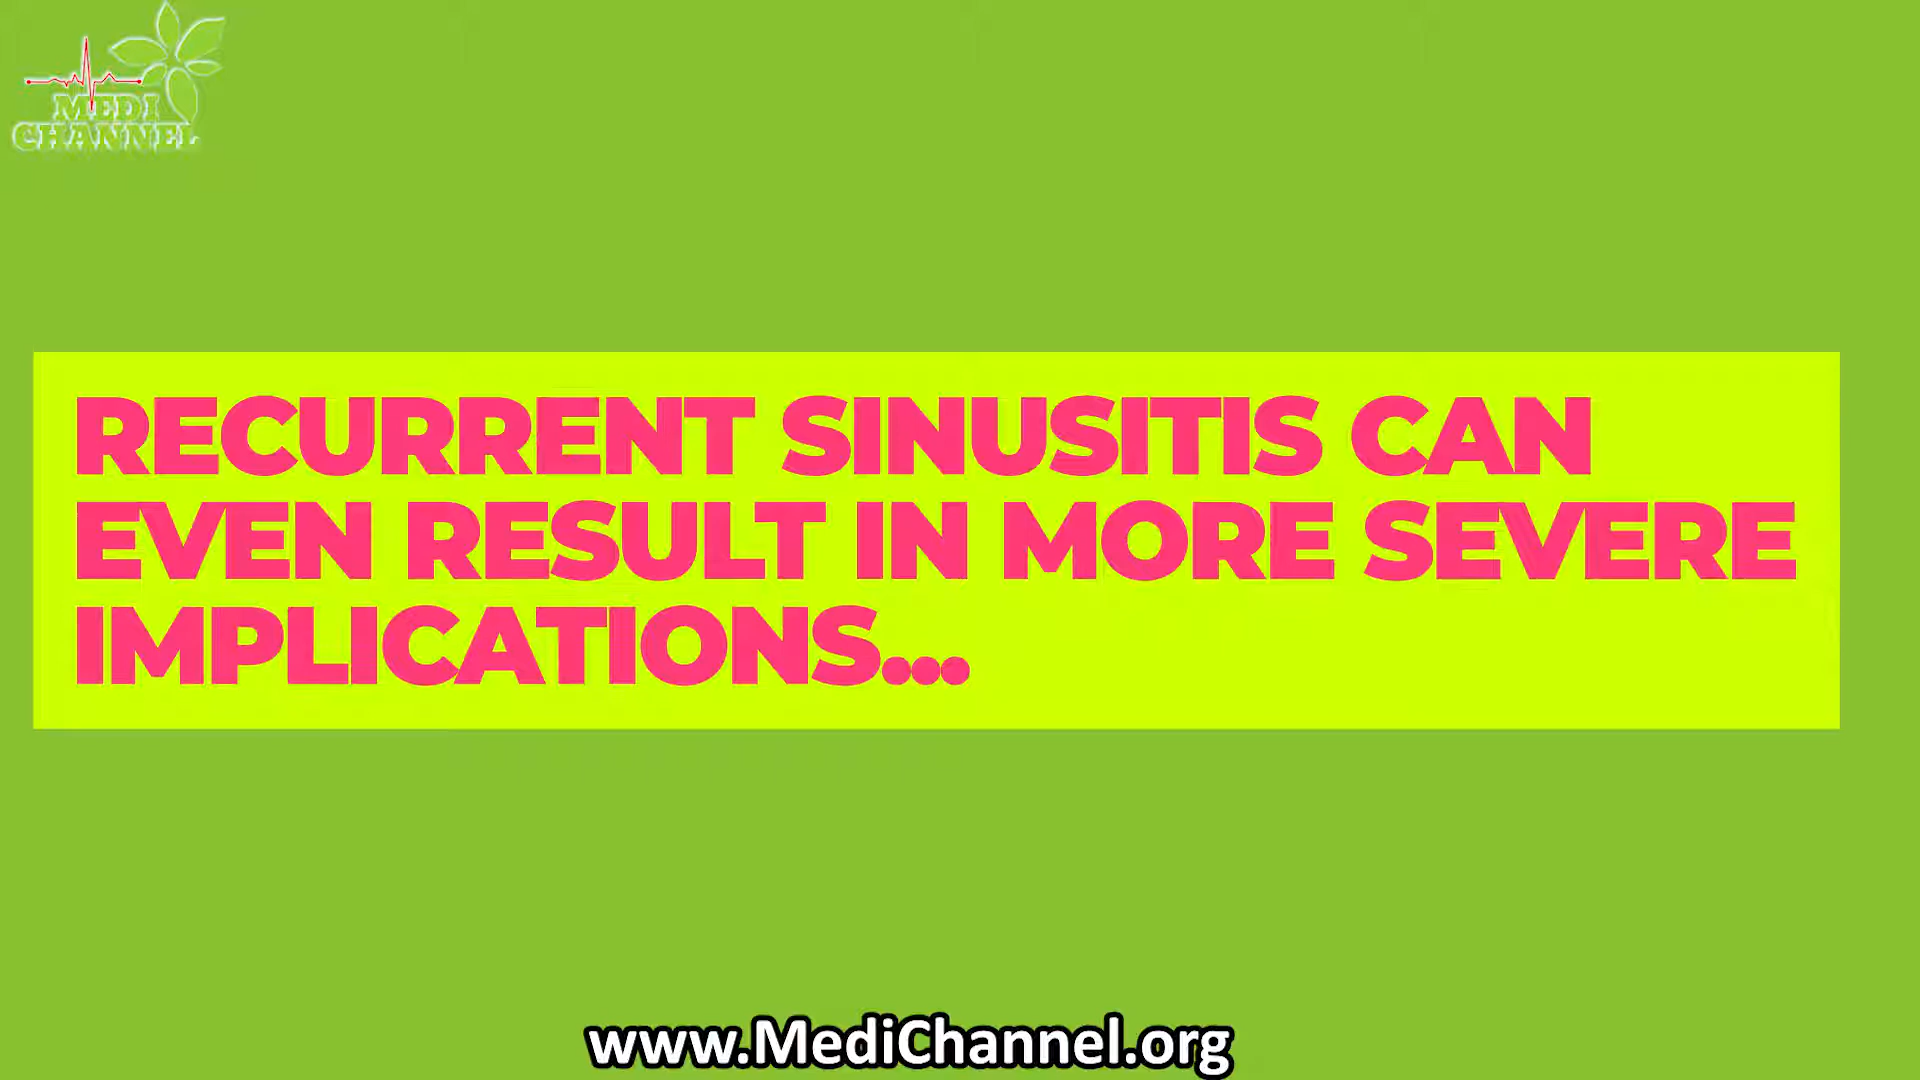 MEDI
CHANNEL
RECURRENT SINUSITIS CAN
EVEN RESULT IN MORE SEVERE
IMPLICATIONS...
www.MediChannel.org